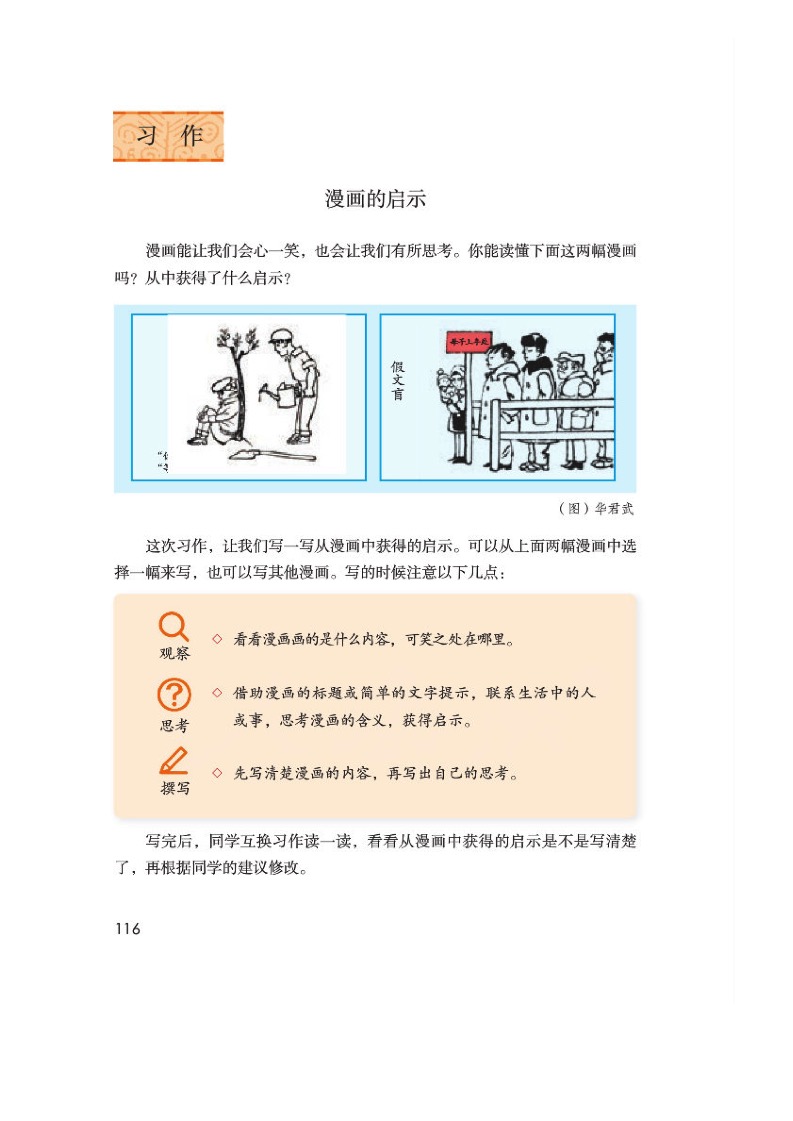 习 作
漫画的启示
漫画能让我们会心一笑，也会让我们有所思考。你能读懂下面这两幅漫画
吗？从中获得了什么启示？
母子上车处
假文盲
（图）华君武
这次习作，让我们写一写从漫画中获得的启示。可以从上面两幅漫画中选
择一幅来写，也可以写其他漫画。写的时候注意以下几点：
观察
◇ 看看漫画画的是什么内容，可笑之处在哪里。
思考
◇ 借助漫画的标题或简单的文字提示，联系生活中的人
或事，思考漫画的含义，获得启示。
撰写
◇ 先写清楚漫画的内容，再写出自己的思考。
写完后，同学互换习作读一读，看看从漫画中获得的启示是不是写清楚
了，再根据同学的建议修改。
116